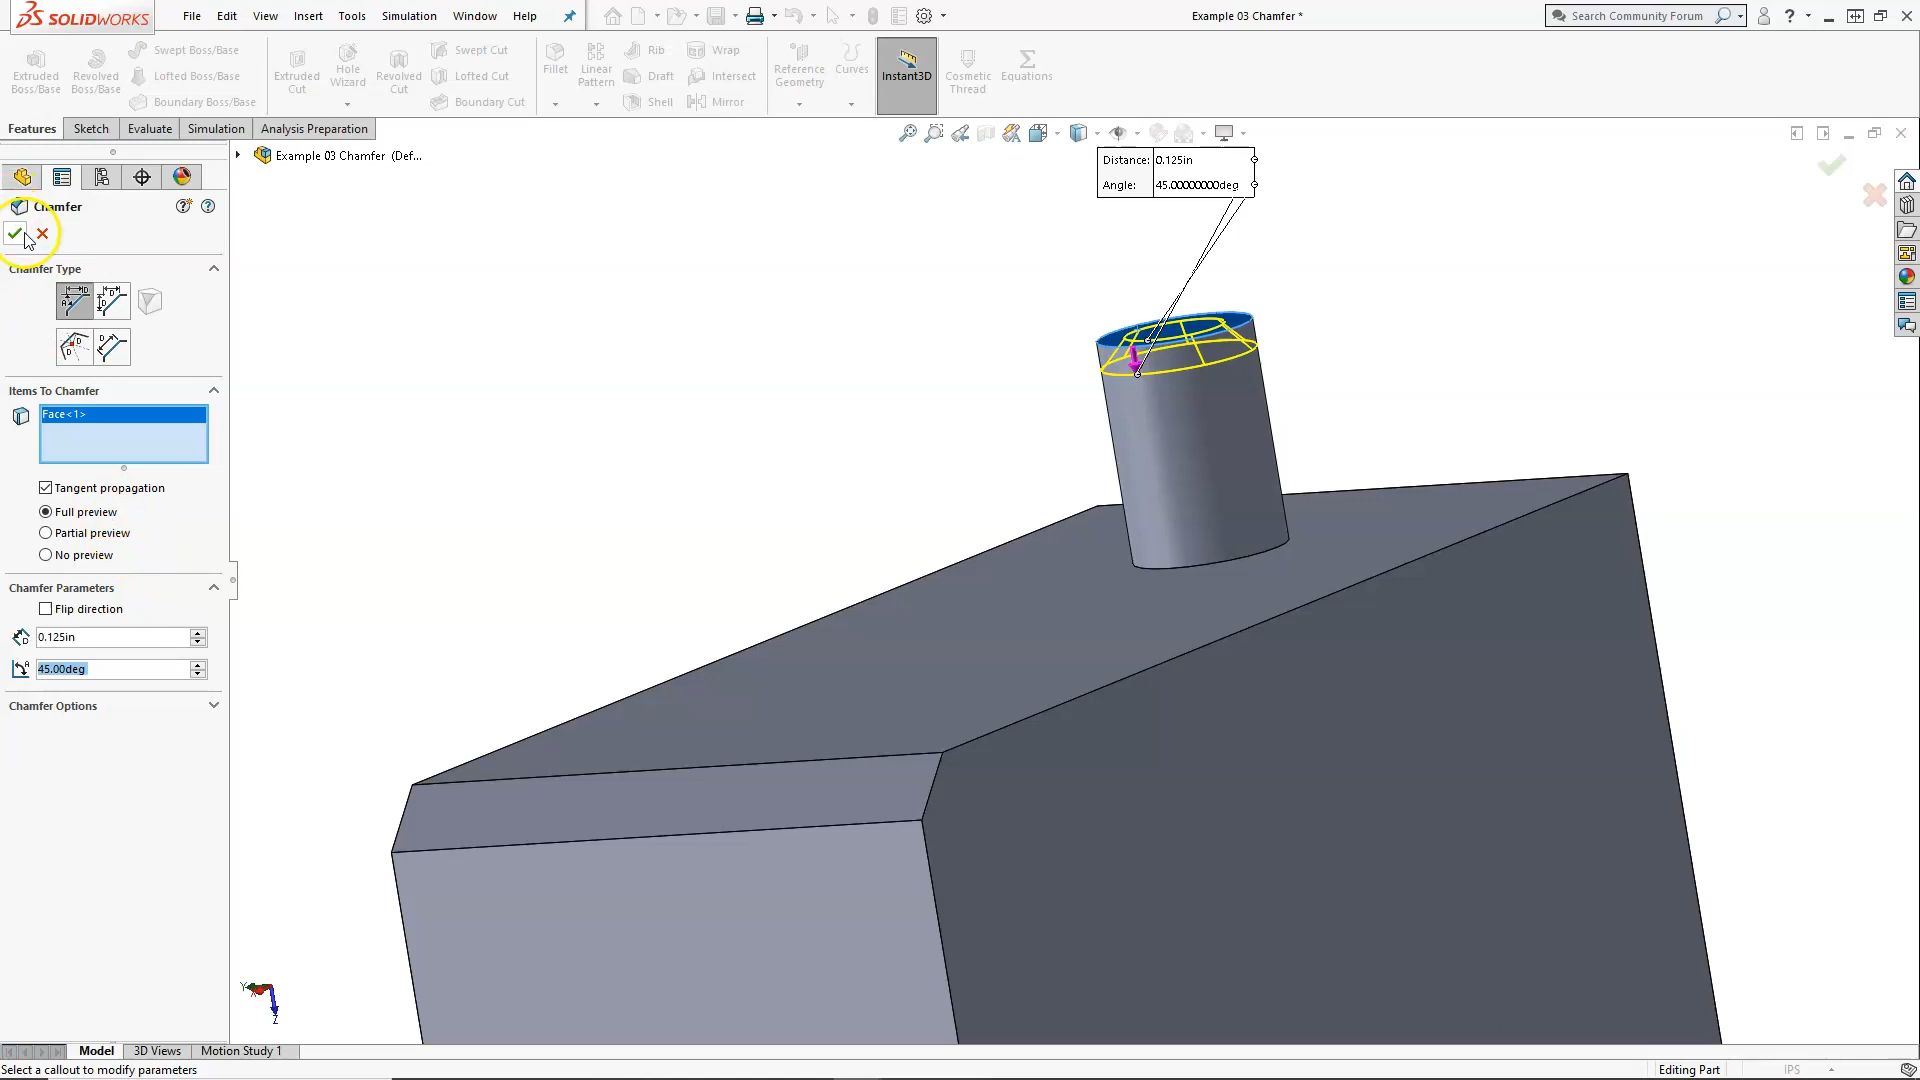 SOLIDWORKS
File Edit View Insert Tools Simulation Window Help
Example 03 Chamfer *
Search Community Forum
Extruded Boss/Base
Revolved Boss/Base
Swept Boss/Base
Lofted Boss/Base
Boundary Boss/Base
Extruded Cut
Hole Wizard
Revolved Cut
Swept Cut
Lofted Cut
Boundary Cut
Fillet
Linear Pattern
Rib
Draft
Shell
Wrap
Intersect
Mirror
Reference Geometry
Curves
Instant3D
Cosmetic Thread
Equations
Features Sketch Evaluate Simulation Analysis Preparation
Example 03 Chamfer (Def...
Distance: 0.125in
Angle: 45.00000000deg
Chamfer
Chamfer Type
Items To Chamfer
Face<1>
Tangent propagation
Full preview
Partial preview
No preview
Chamfer Parameters
Flip direction
0.125in
45.00deg
Chamfer Options
Y
Z
Model 3D Views Motion Study 1
Select a callout to modify parameters
Editing Part
IPS